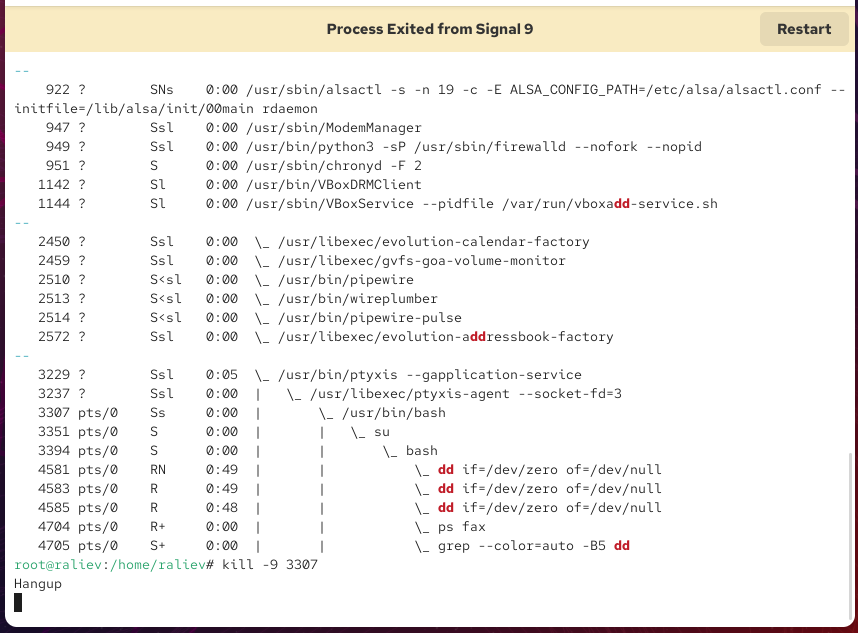 Process Exited from Signal 9
Restart
--
    922 ?        SNs    0:00 /usr/sbin/alsactl -s -n 19 -c -E ALSA_CONFIG_PATH=/etc/alsa/alsactl.conf --
initfile=/lib/alsa/init/00main rdaemon
    947 ?        Ssl    0:00 /usr/sbin/ModemManager
    949 ?        Ssl    0:00 /usr/bin/python3 -sP /usr/sbin/firewalld --nofork --nopid
    951 ?        S      0:00 /usr/sbin/chronyd -F 2
   1142 ?        Sl     0:00 /usr/bin/VBoxDRMClient
   1144 ?        Sl     0:00 /usr/sbin/VBoxService --pidfile /var/run/vboxadd-service.sh
--
   2450 ?        Ssl    0:00  \_ /usr/libexec/evolution-calendar-factory
   2459 ?        Ssl    0:00  \_ /usr/libexec/gvfs-goa-volume-monitor
   2510 ?        S<sl   0:00  \_ /usr/bin/pipewire
   2513 ?        S<sl   0:00  \_ /usr/bin/wireplumber
   2514 ?        S<sl   0:00  \_ /usr/bin/pipewire-pulse
   2572 ?        Ssl    0:00  \_ /usr/libexec/evolution-addressbook-factory
--
   3229 ?        Ssl    0:05  \_ /usr/bin/ptyxis --gapplication-service
   3237 ?        Ssl    0:00  |   \_ /usr/libexec/ptyxis-agent --socket-fd=3
   3307 pts/0    Ss     0:00  |       \_ /usr/bin/bash
   3351 pts/0    S      0:00  |       |   \_ su
   3394 pts/0    S      0:00  |       |       \_ bash
   4581 pts/0    RN     0:49  |       |           \_ dd if=/dev/zero of=/dev/null
   4583 pts/0    R      0:49  |       |           \_ dd if=/dev/zero of=/dev/null
   4585 pts/0    R      0:48  |       |           \_ dd if=/dev/zero of=/dev/null
   4704 pts/0    R+     0:00  |       |           \_ ps fax
   4705 pts/0    S+     0:00  |       |           \_ grep --color=auto -B5 dd
root@raliev:/home/raliev# kill -9 3307
Hangup